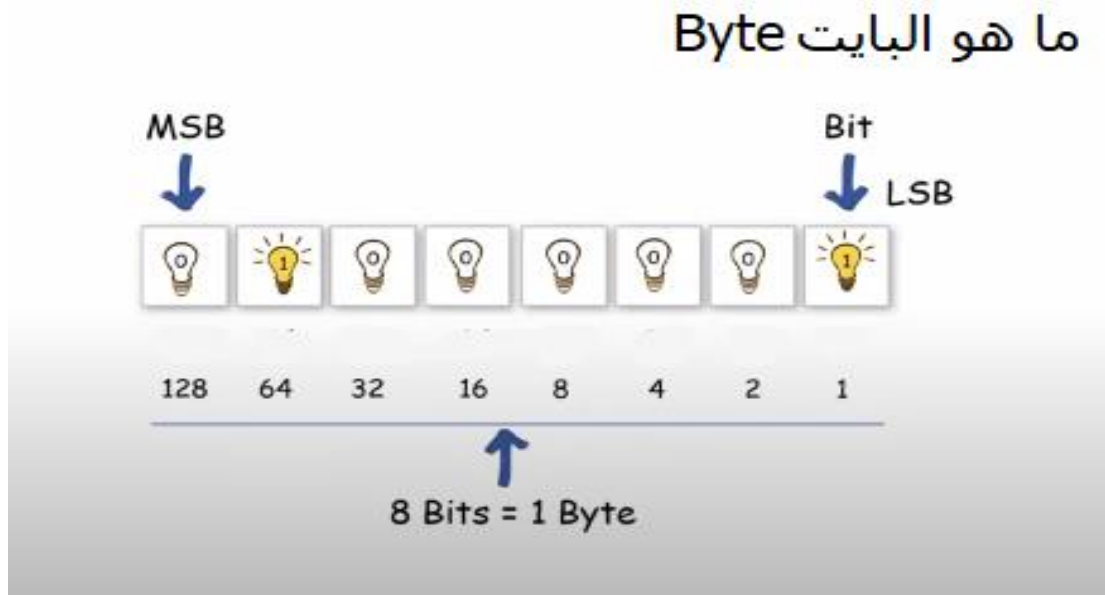 ما هو البايت Byte
MSB
Bit
LSB
0 1 0 0 0 0 0 1
128 64 32 16 8 4 2 1
8 Bits = 1 Byte